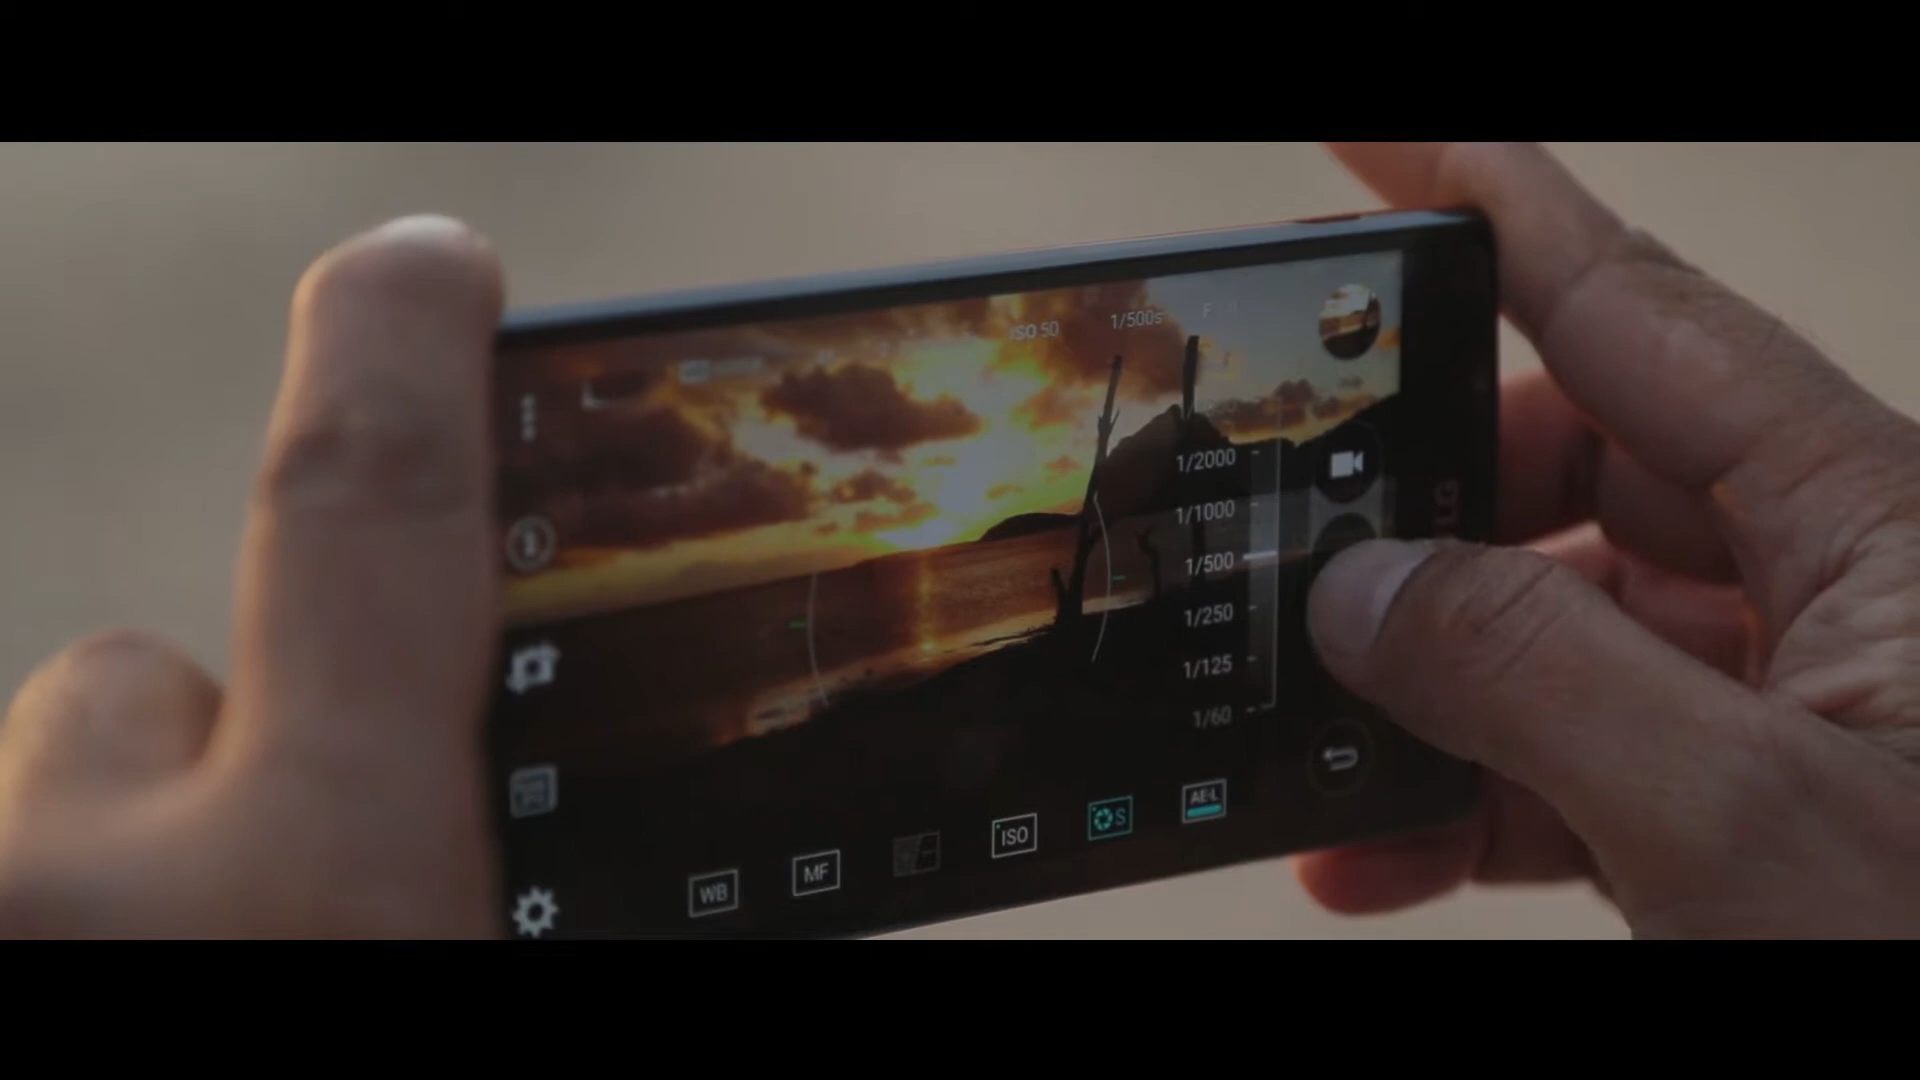 ISO 50
1/500s
1/2000
1/1000
1/500
1/250
1/125
1/60
LG
WB
MF
ISO
S
AE-L